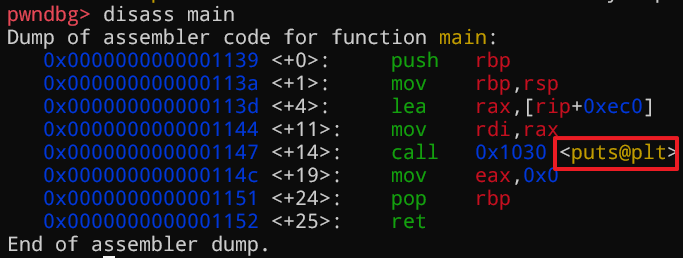 pwndbg> disass main
Dump of assembler code for function main:
0x0000000000001139 <+0>: push rbp
0x000000000000113a <+1>: mov rbp,rsp
0x000000000000113d <+4>: lea rax,[rip+0xec0]
0x0000000000001144 <+11>: mov rdi,rax
0x0000000000001147 <+14>: call 0x1030 <puts@plt>
0x000000000000114c <+19>: mov eax,0x0
0x0000000000001151 <+24>: pop rbp
0x0000000000001152 <+25>: ret
End of assembler dump.